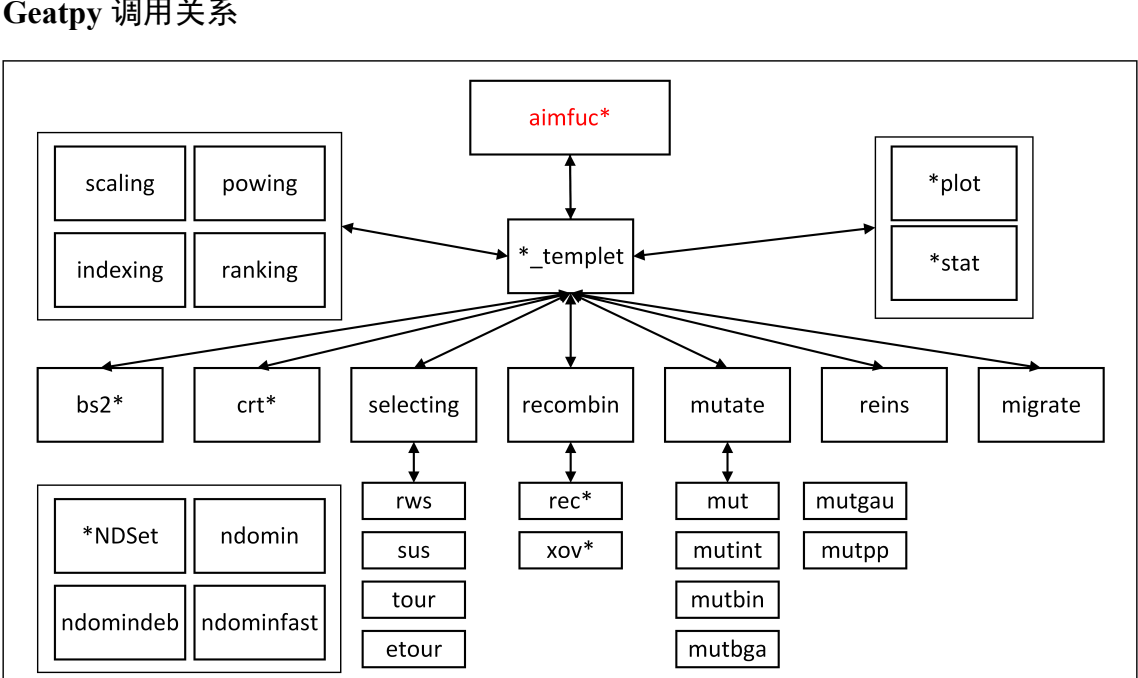 Geatpy 调用关系
aimfuc*
scaling powing
*plot
*_templet
indexing ranking
*stat
bs2* crt* selecting recombin mutate reins migrate
rws rec* mut mutgau
*NDSet ndomin
sus xov* mutint mutpp
tour mutbin
ndomindeb ndominfast
etour mutbga